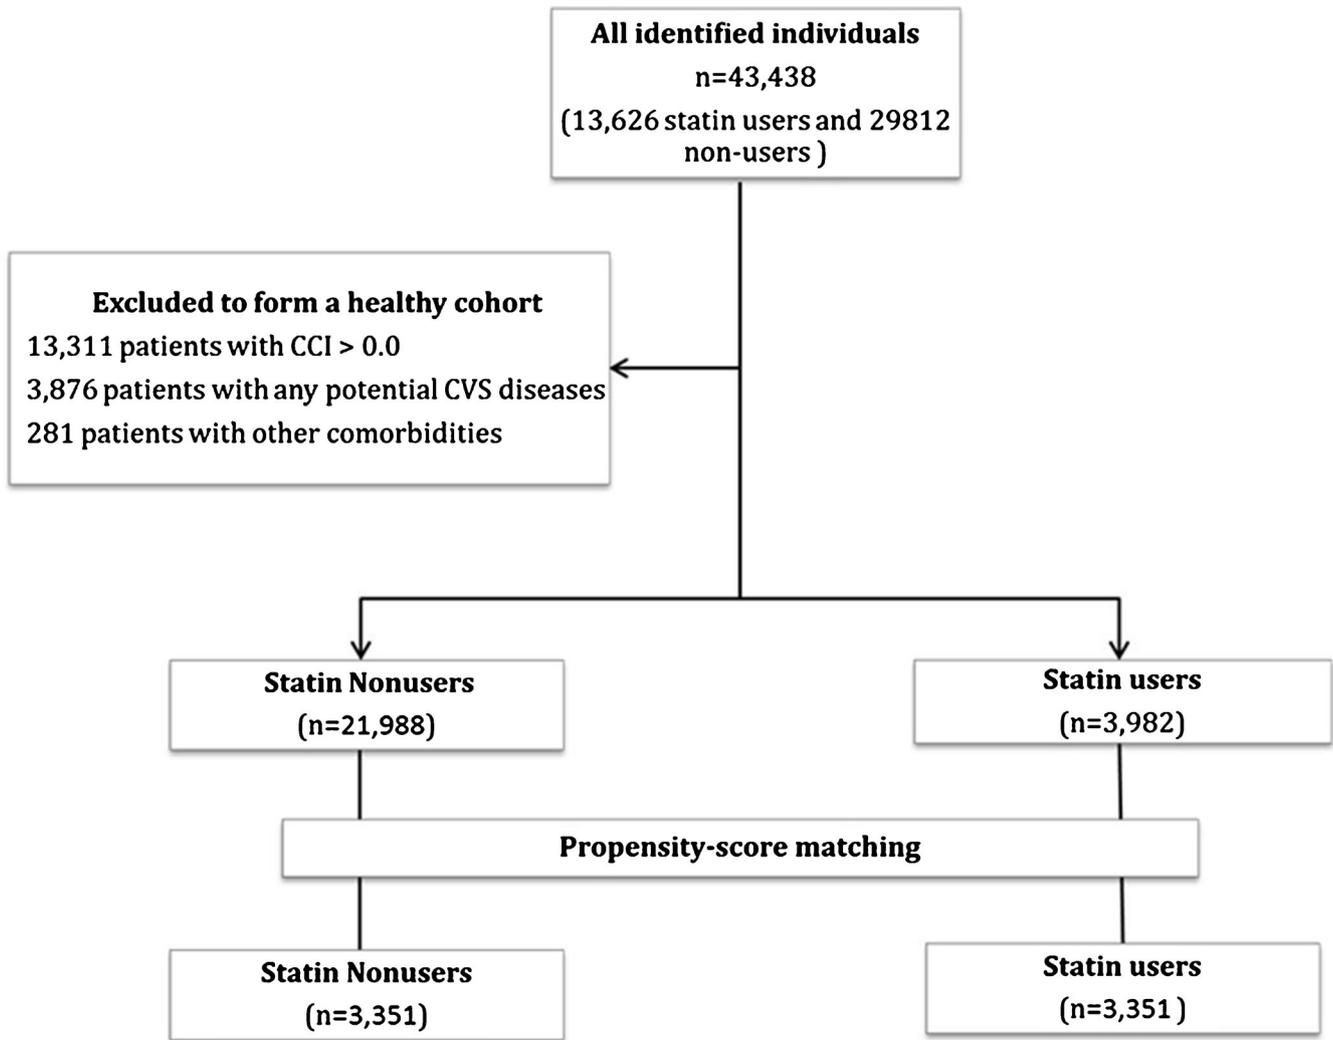 All identified individuals
n=43,438
(13,626 statin users and 29812
non-users )
Excluded to form a healthy cohort
13,311 patients with CCI > 0.0
3,876 patients with any potential CVS diseases
281 patients with other comorbidities
Statin Nonusers
(n=21,988)
Statin users
(n=3,982)
Propensity-score matching
Statin Nonusers
(n=3,351)
Statin users
(n=3,351 )